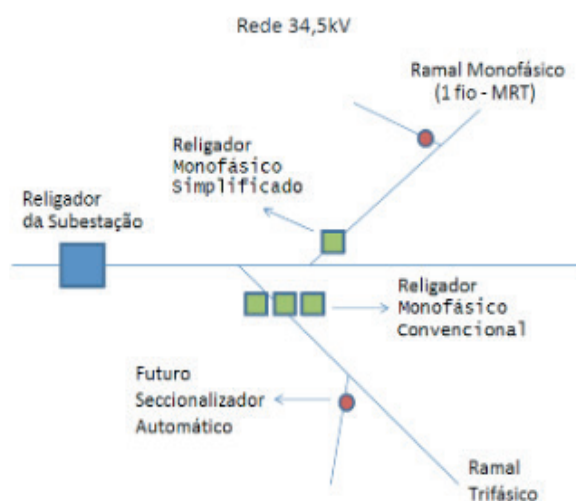 Rede 34,5kV
Ramal Monofásico
(1 fio - MRT)
Religador
Monofásico
Simplificado
Religador
da Subestação
Religador
Monofásico
Convencional
Futuro
Seccionalizador
Automático
Ramal
Trifásico